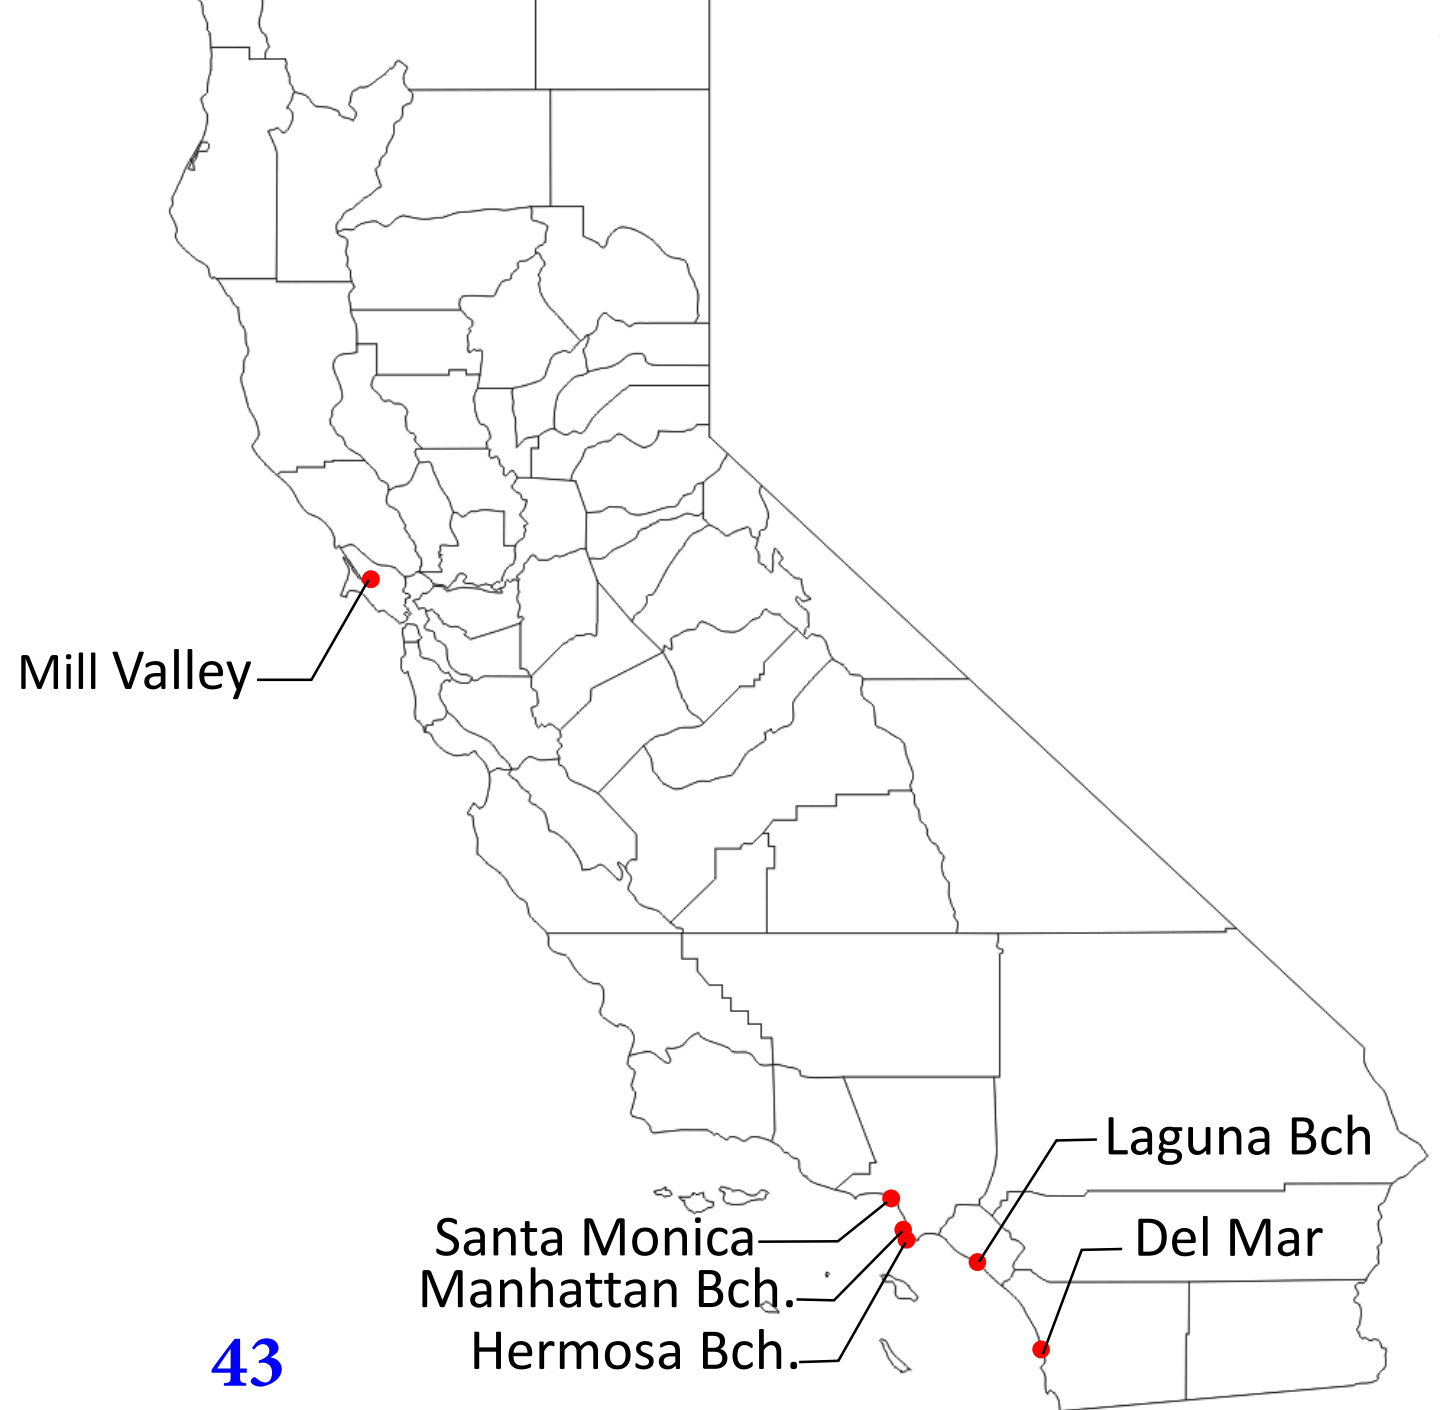 Mill Valley
Laguna Bch
Santa Monica
Del Mar
Manhattan Bch.
Hermosa Bch.
43